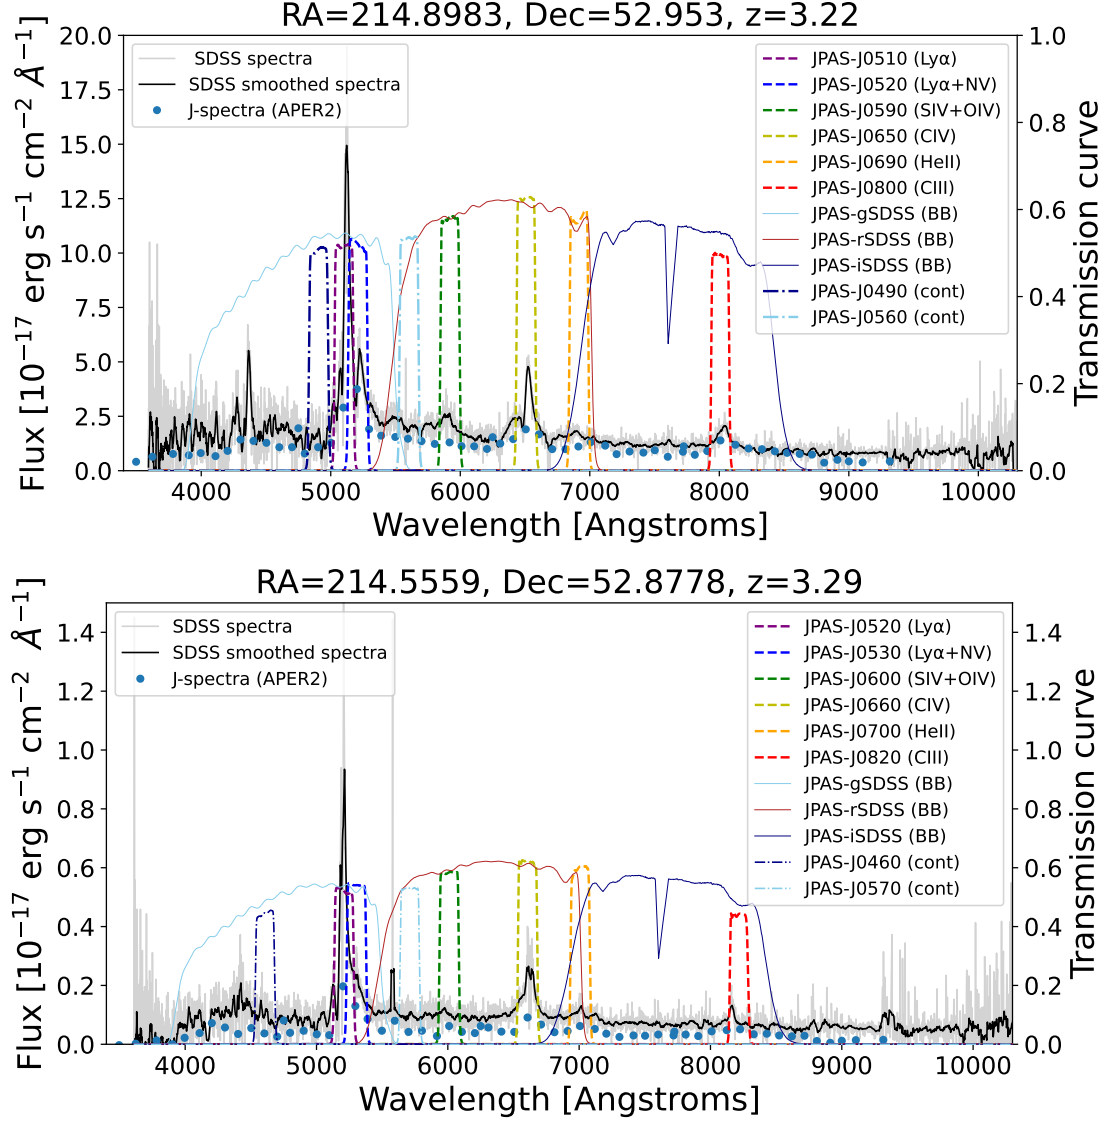 RA=214.8983, Dec=52.953, z=3.22
Flux [10⁻¹⁷ erg s⁻¹ cm⁻² Å⁻¹]
20.0
17.5
15.0
12.5
10.0
7.5
5.0
2.5
0.0
SDSS spectra
SDSS smoothed spectra
J-spectra (APER2)
JPAS-J0510 (Lyα)
JPAS-J0520 (Lyα+NV)
JPAS-J0590 (SIV+OIV)
JPAS-J0650 (CIV)
JPAS-J0690 (HeII)
JPAS-J0800 (CIII)
JPAS-gSDSS (BB)
JPAS-rSDSS (BB)
JPAS-iSDSS (BB)
JPAS-J0490 (cont)
JPAS-J0560 (cont)
1.0
0.8
0.6
0.4
0.2
0.0
Transmission curve
4000 5000 6000 7000 8000 9000 10000
Wavelength [Angstroms]
RA=214.5559, Dec=52.8778, z=3.29
Flux [10⁻¹⁷ erg s⁻¹ cm⁻² Å⁻¹]
1.4
1.2
1.0
0.8
0.6
0.4
0.2
0.0
SDSS spectra
SDSS smoothed spectra
J-spectra (APER2)
JPAS-J0520 (Lyα)
JPAS-J0530 (Lyα+NV)
JPAS-J0600 (SIV+OIV)
JPAS-J0660 (CIV)
JPAS-J0700 (HeII)
JPAS-J0820 (CIII)
JPAS-gSDSS (BB)
JPAS-rSDSS (BB)
JPAS-iSDSS (BB)
JPAS-J0460 (cont)
JPAS-J0570 (cont)
1.4
1.2
1.0
0.8
0.6
0.4
0.2
0.0
Transmission curve
4000 5000 6000 7000 8000 9000 10000
Wavelength [Angstroms]